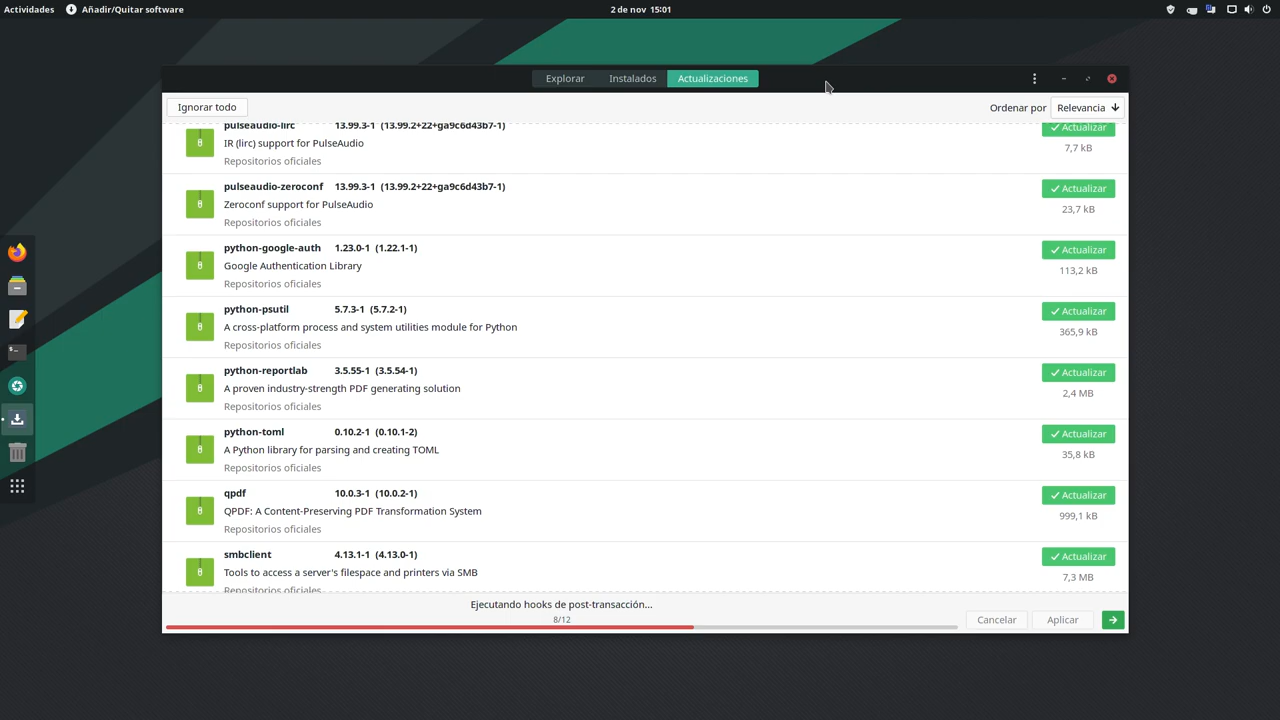 Actividades Añadir/Quitar software 2 de nov 15:01
Explorar Instalados Actualizaciones
Ignorar todo Ordenar por Relevancia
pulseaudio-lirc 13.99.3-1 (13.99.2+22+ga9c6d43b7-1) Actualizar
IR (lirc) support for PulseAudio 7,7 kB
Repositorios oficiales
pulseaudio-zeroconf 13.99.3-1 (13.99.2+22+ga9c6d43b7-1) Actualizar
Zeroconf support for PulseAudio 23,7 kB
Repositorios oficiales
python-google-auth 1.23.0-1 (1.22.1-1) Actualizar
Google Authentication Library 113,2 kB
Repositorios oficiales
python-psutil 5.7.3-1 (5.7.2-1) Actualizar
A cross-platform process and system utilities module for Python 365,9 kB
Repositorios oficiales
python-reportlab 3.5.55-1 (3.5.54-1) Actualizar
A proven industry-strength PDF generating solution 2,4 MB
Repositorios oficiales
python-toml 0.10.2-1 (0.10.1-2) Actualizar
A Python library for parsing and creating TOML 35,8 kB
Repositorios oficiales
qpdf 10.0.3-1 (10.0.2-1) Actualizar
QPDF: A Content-Preserving PDF Transformation System 999,1 kB
Repositorios oficiales
smbclient 4.13.1-1 (4.13.0-1) Actualizar
Tools to access a server's filespace and printers via SMB 7,3 MB
Repositorios oficiales
Ejecutando hooks de post-transacción...
8/12 Cancelar Aplicar